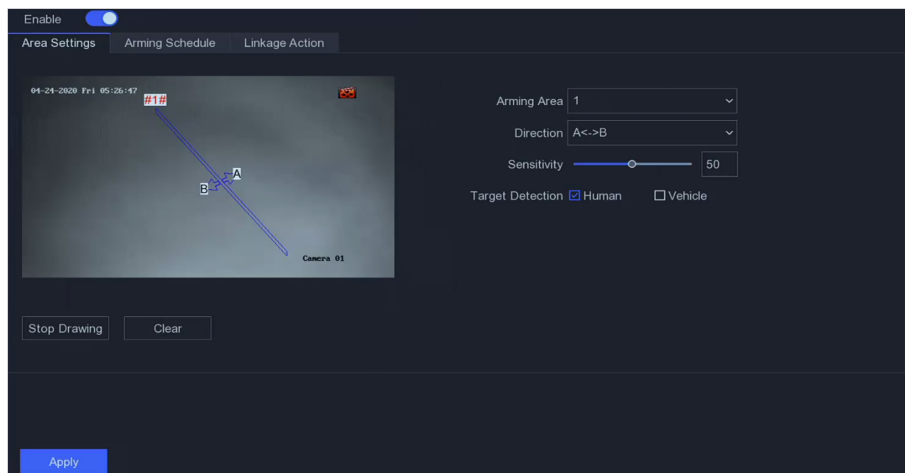 Enable
Area Settings Arming Schedule Linkage Action
04-24-2020 Fri 05:26:47
#1#
A
B
Camera 01
Arming Area 1
Direction A<->B
Sensitivity 50
Target Detection Human Vehicle
Stop Drawing Clear
Apply